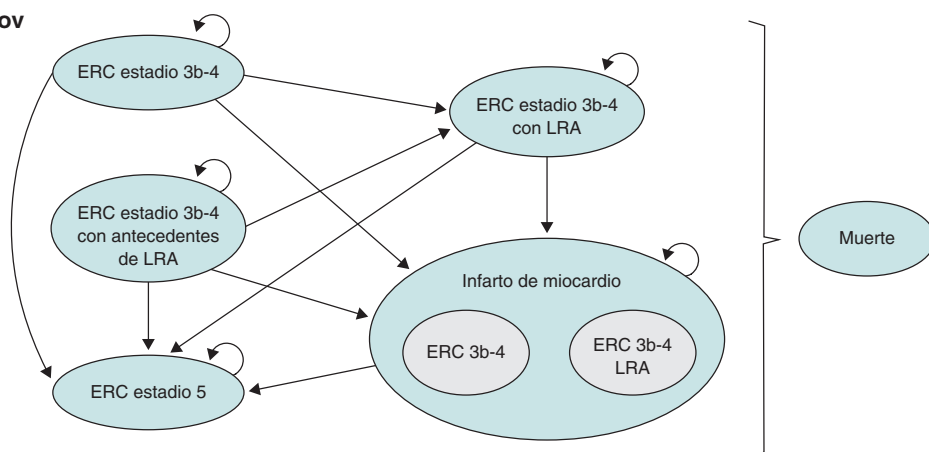 ov
ERC estadio 3b-4
ERC estadio 3b-4
con LRA
ERC estadio 3b-4
con antecedentes
de LRA
Infarto de miocardio
ERC 3b-4
ERC 3b-4
LRA
ERC estadio 5
Muerte